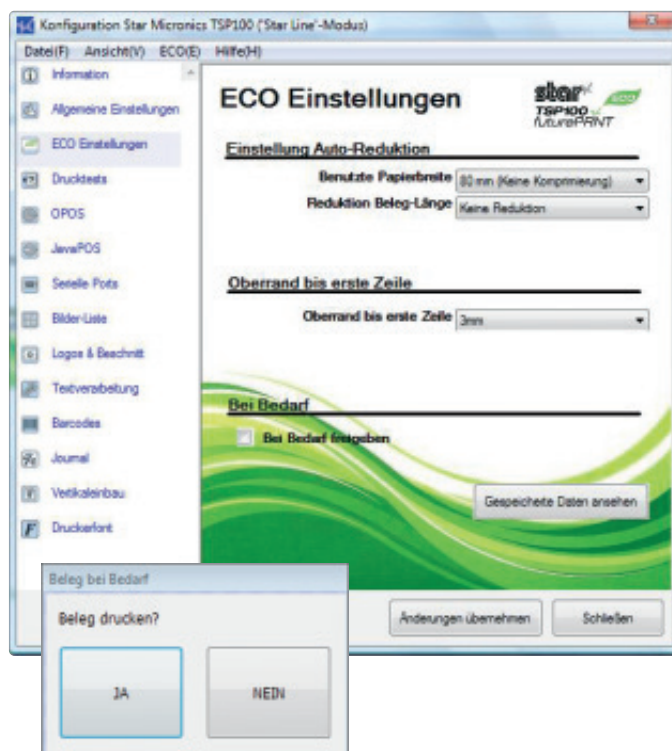 Konfiguration Star Micronics TSP100 ('Star Line'-Modus)
Datei(F) Ansicht(V) ECO(E) Hilfe(H)
Information
Allgemeine Einstellungen
ECO Einstellungen
Drucktests
OPOS
JavaPOS
Serielle Ports
Bilder-Liste
Logos & Beschnitt
Textverarbeitung
Barcodes
Journal
Vertikaleinbau
Druckerfont
ECO Einstellungen
star
eco
TSP100
futurePRNT
Einstellung Auto-Reduktion
Benutzte Papierbreite 80 mm (Keine Komprimierung)
Reduktion Beleg-Länge Keine Reduktion
Oberrand bis erste Zeile
Oberrand bis erste Zeile 3mm
Bei Bedarf
Bei Bedarf freigeben
Gespeicherte Daten ansehen
Änderungen übernehmen Schließen
Beleg bei Bedarf
Beleg drucken?
JA NEIN